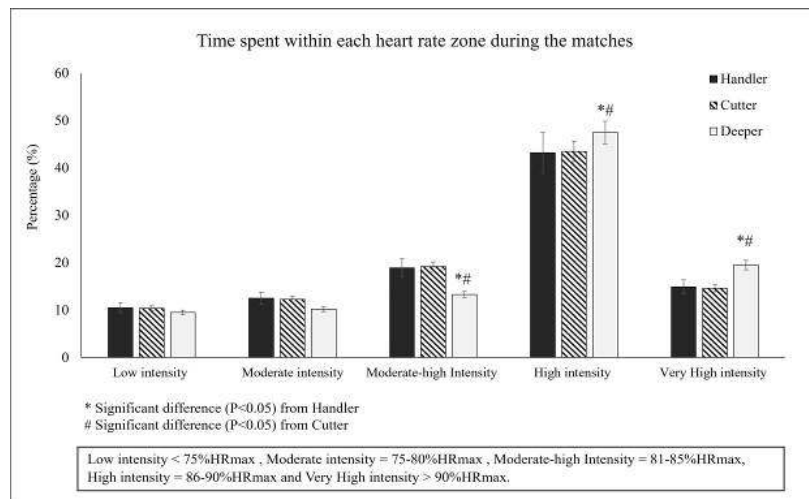 Time spent within each heart rate zone during the matches
60
50
40
30
20
10
0
Percentage (%)
Handler
Cutter
Deeper
*#
*#
*#
Low intensity
Moderate intensity
Moderate-high Intensity
High intensity
Very High intensity
* Significant difference (P<0.05) from Handler
# Significant difference (P<0.05) from Cutter
Low intensity < 75%HRmax , Moderate intensity = 75-80%HRmax , Moderate-high Intensity = 81-85%HRmax,
High intensity = 86-90%HRmax and Very High intensity > 90%HRmax.